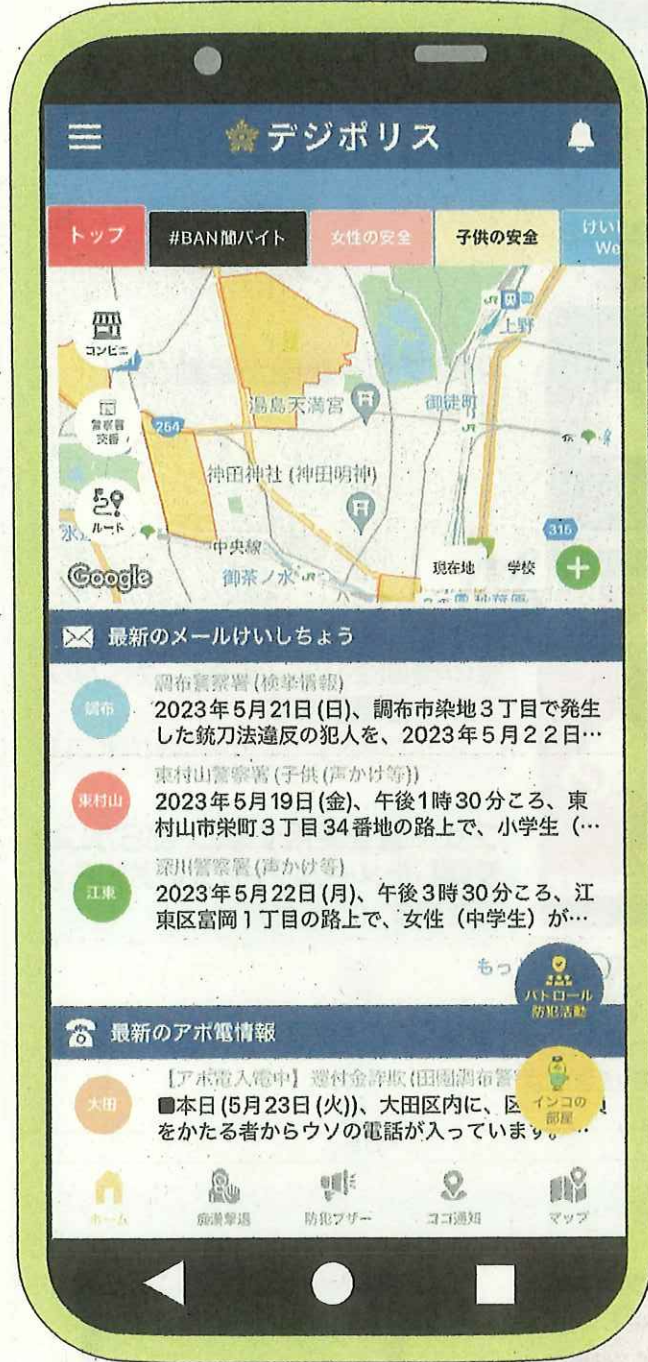 デジポリス
トップ
#BAN闇バイト
女性の安全
子供の安全
けいし
We
コンビニ
上野
湯島天満宮
御徒町
警察署
交番
254
神田神社(神田明神)
ルート
315
中央線
現在地
学校
Google
御茶ノ水
最新のメールけいしちょう
調布警察署(検挙情報)
調布
2023年5月21日(日)、調布市染地3丁目で発生
した銃刀法違反の犯人を、2023年5月22日…
東村山警察署(子供(声かけ等))
東村山
2023年5月19日(金)、午後1時30分ころ、東
村山市栄町3丁目34番地の路上で、小学生(…
深川警察署(声かけ等)
江東
2023年5月22日(月)、午後3時30分ころ、江
東区富岡1丁目の路上で、女性(中学生)が…
もっ
パトロール
防犯活動
最新のアポ電情報
【アポ電入電中】還付金詐欺(田園調布警
大田
■本日(5月23日(火))、大田区内に、区
をかたる者からウソの電話が入っています。…
インコの
部屋
ホーム
痴漢撃退
防犯ブザー
ココ通知
マップ